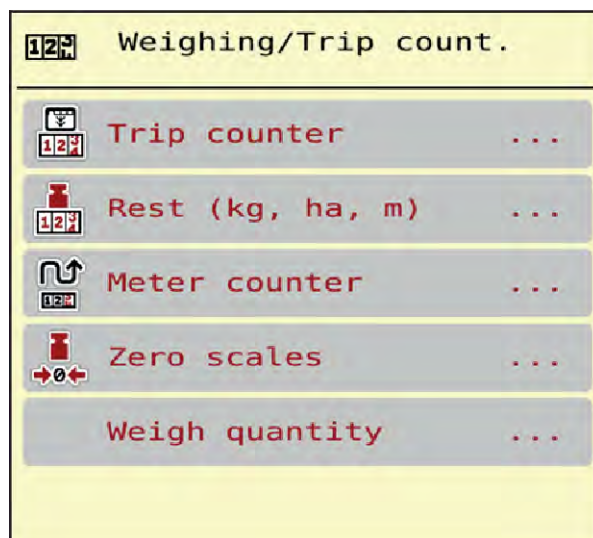 Weighing/Trip count.
Trip counter ...
Rest (kg, ha, m) ...
Meter counter ...
Zero scales ...
Weigh quantity ...